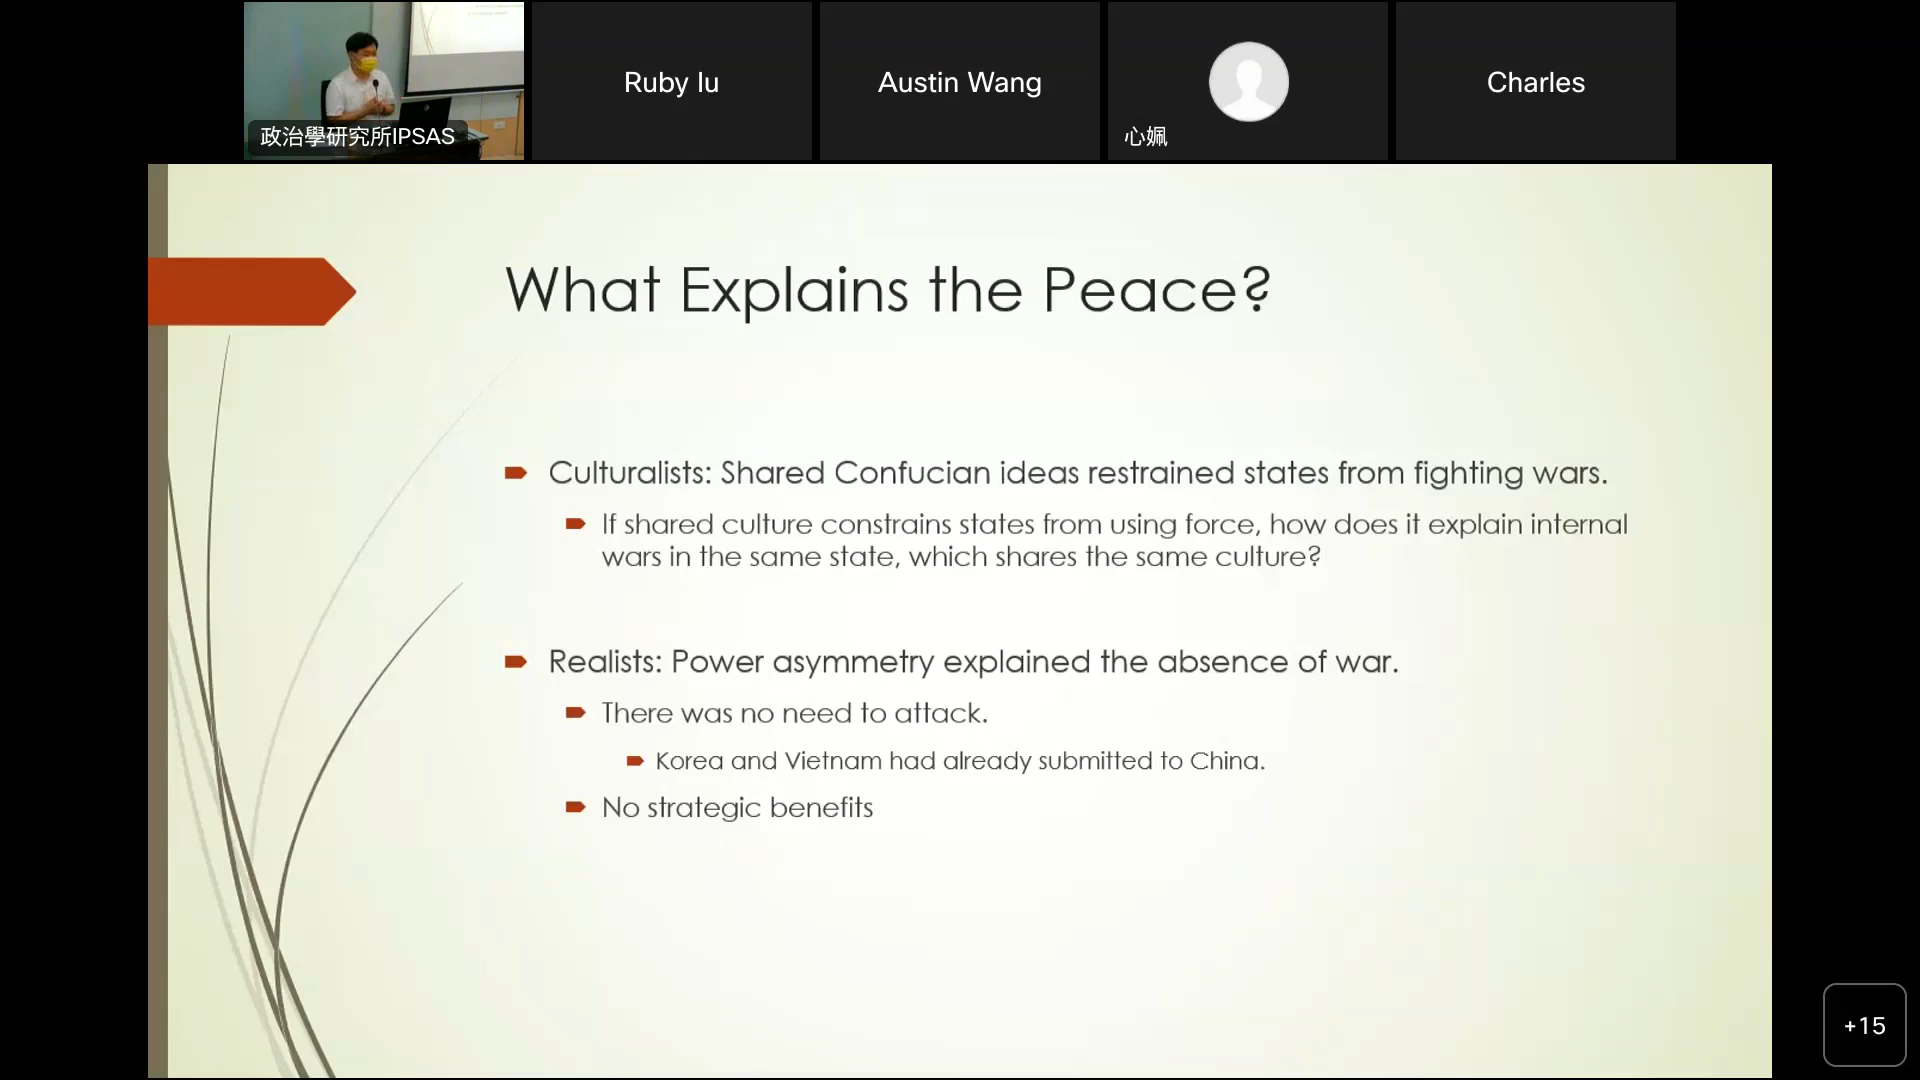 政治學研究所IPSAS
Ruby lu
Austin Wang
心姵
Charles
What Explains the Peace?
Culturalists: Shared Confucian ideas restrained states from fighting wars.
If shared culture constrains states from using force, how does it explain internal
wars in the same state, which shares the same culture?
Realists: Power asymmetry explained the absence of war.
There was no need to attack.
Korea and Vietnam had already submitted to China.
No strategic benefits
+15